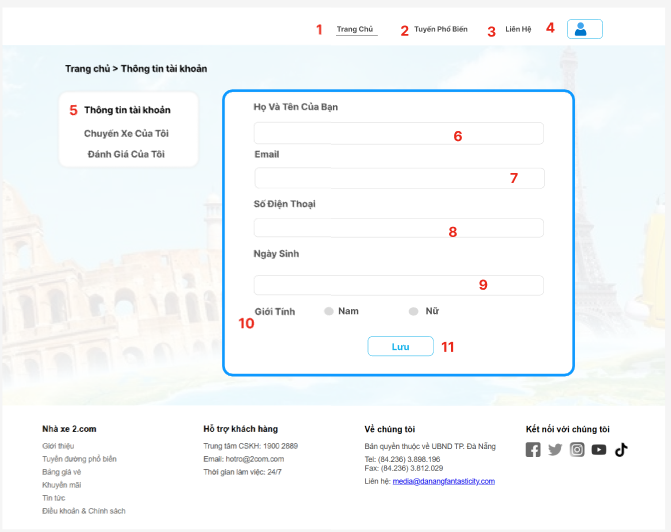 1 Trang Chủ 2 Tuyến Phổ Biến 3 Liên Hệ 4
Trang chủ > Thông tin tài khoản
5 Thông tin tài khoản
Chuyến Xe Của Tôi
Đánh Giá Của Tôi
Họ Và Tên Của Bạn
6
Email
7
Số Điện Thoại
8
Ngày Sinh
9
Giới Tính Nam Nữ
10
Lưu 11
Nhà xe 2.com
Giới thiệu
Tuyến đường phổ biến
Bảng giá vé
Khuyến mãi
Tin tức
Điều khoản & Chính sách
Hỗ trợ khách hàng
Trung tâm CSKH: 1900 2889
Email: hotro@2com.com
Thời gian làm việc: 24/7
Về chúng tôi
Bản quyền thuộc về UBND TP. Đà Nẵng
Tel: (84.236) 3.898.196
Fax: (84.236) 3.812.029
Liên hệ: media@danangfantasticity.com
Kết nối với chúng tôi